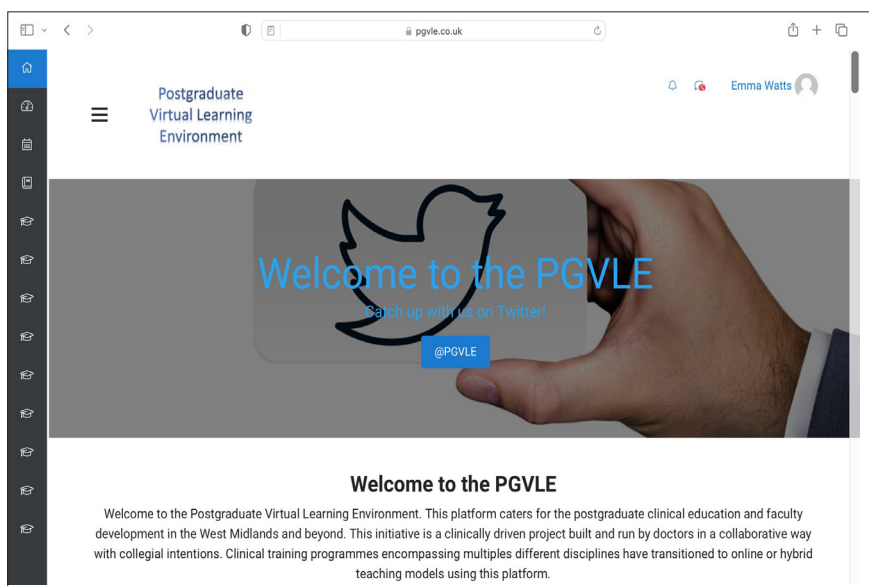 pgvle.co.uk
Emma Watts
Postgraduate
Virtual Learning
Environment
Welcome to the PGVLE
Catch up with us on Twitter!
@PGVLE
Welcome to the PGVLE
Welcome to the Postgraduate Virtual Learning Environment. This platform caters for the postgraduate clinical education and faculty
development in the West Midlands and beyond. This initiative is a clinically driven project built and run by doctors in a collaborative way
with collegial intentions. Clinical training programmes encompassing multiples different disciplines have transitioned to online or hybrid
teaching models using this platform.